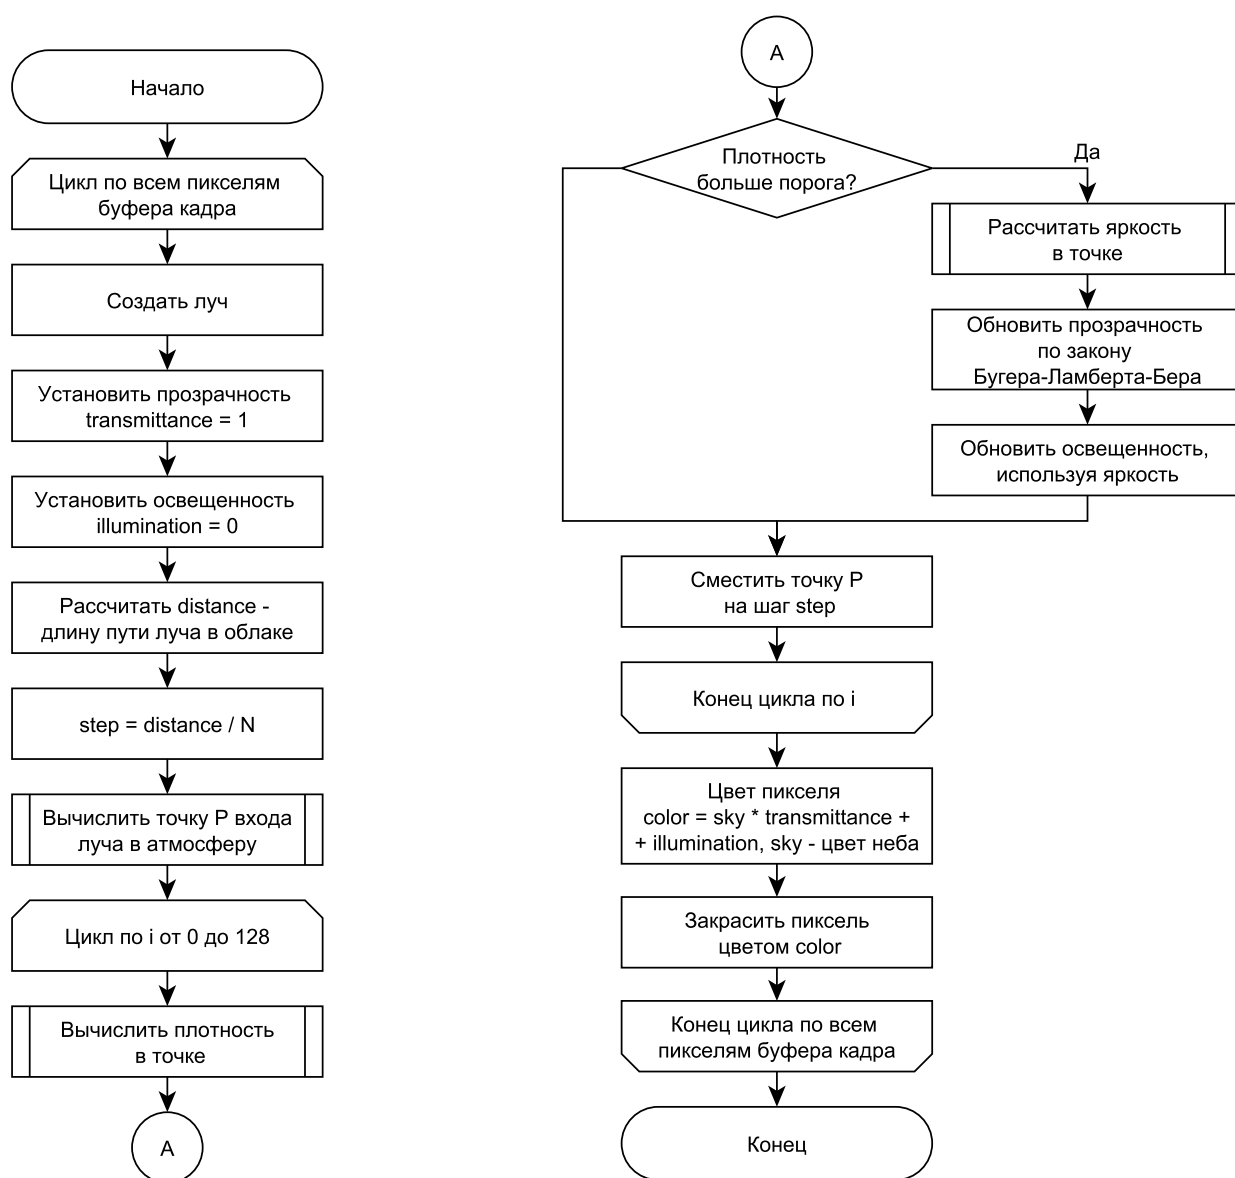 Начало
Цикл по всем пикселям
буфера кадра
Создать луч
Установить прозрачность
transmittance = 1
Установить освещенность
illumination = 0
Рассчитать distance -
длину пути луча в облаке
step = distance / N
Вычислить точку P входа
луча в атмосферу
Цикл по i от 0 до 128
Вычислить плотность
в точке
A
A
Плотность
больше порога?
Да
Рассчитать яркость
в точке
Обновить прозрачность
по закону
Бугера-Ламберта-Бера
Обновить освещенность,
используя яркость
Сместить точку P
на шаг step
Конец цикла по i
Цвет пикселя
color = sky * transmittance +
+ illumination, sky - цвет неба
Закрасить пиксель
цветом color
Конец цикла по всем
пикселям буфера кадра
Конец